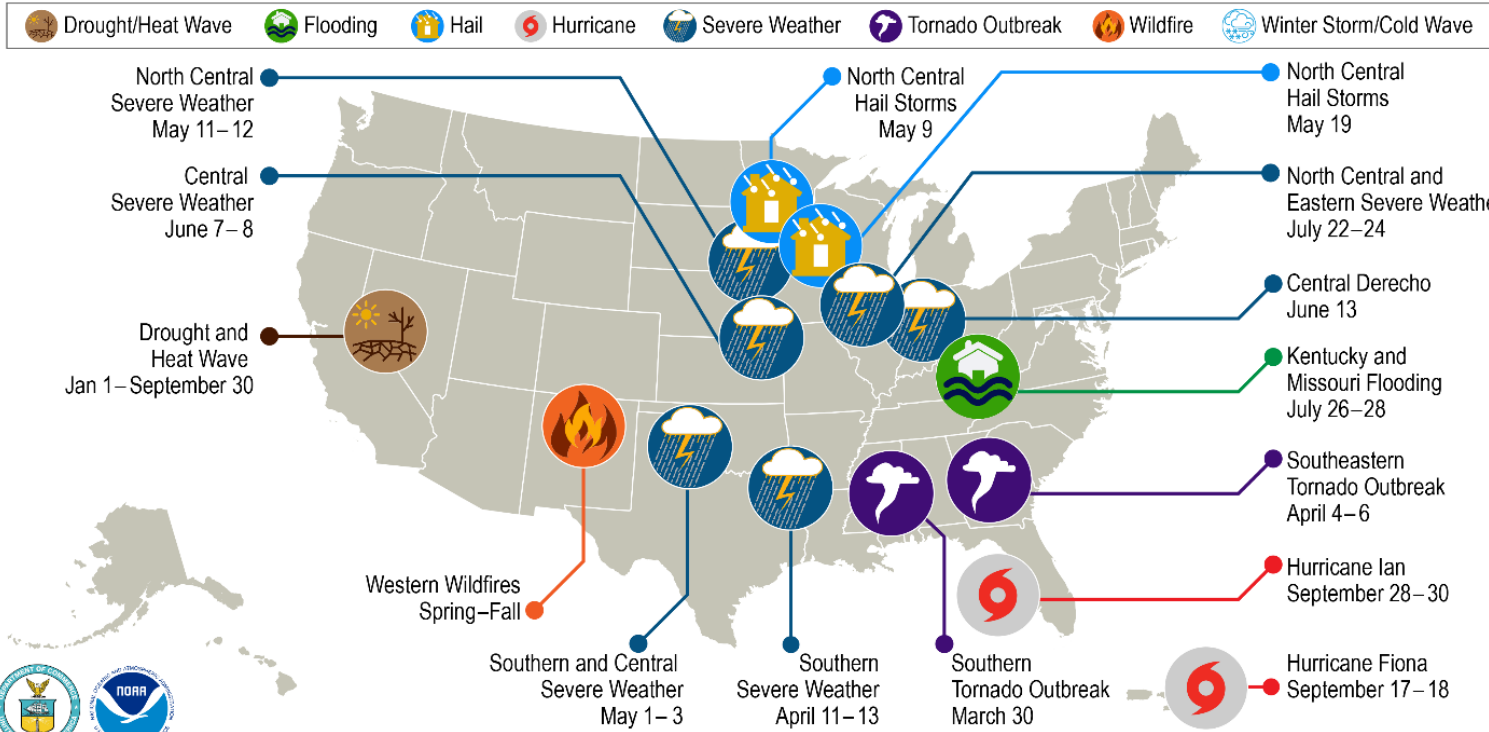 Drought/Heat Wave
Flooding
Hail
Hurricane
Severe Weather
Tornado Outbreak
Wildfire
Winter Storm/Cold Wave
North Central
Severe Weather
May 11–12
North Central
Hail Storms
May 9
North Central
Hail Storms
May 19
Central
Severe Weather
June 7–8
North Central and
Eastern Severe Weathe
July 22–24
Central Derecho
June 13
Drought and
Heat Wave
Jan 1–September 30
Kentucky and
Missouri Flooding
July 26–28
Southeastern
Tornado Outbreak
April 4–6
Western Wildfires
Spring–Fall
Hurricane Ian
September 28–30
Southern and Central
Severe Weather
May 1–3
Southern
Severe Weather
April 11–13
Southern
Tornado Outbreak
March 30
Hurricane Fiona
September 17–18
DEPARTMENT OF COMMERCE
NOAA